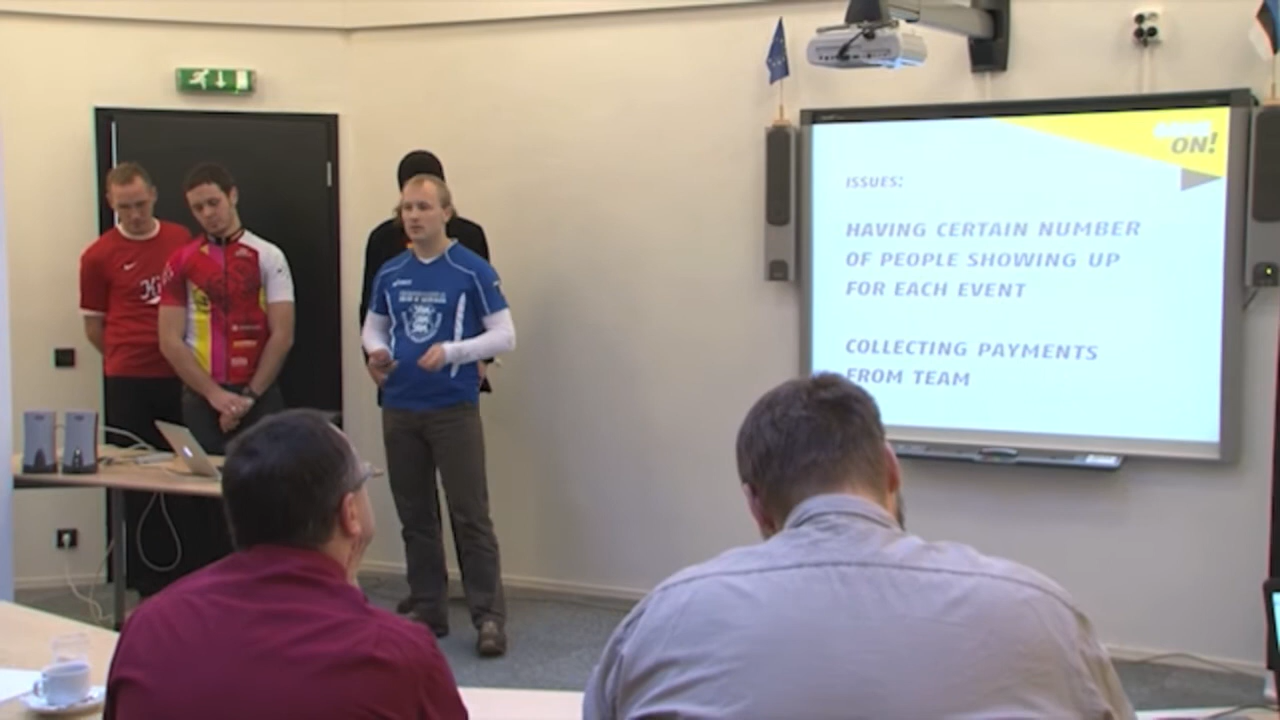 ON!
ISSUES:
HAVING CERTAIN NUMBER
OF PEOPLE SHOWING UP
FOR EACH EVENT
COLLECTING PAYMENTS
FROM TEAM